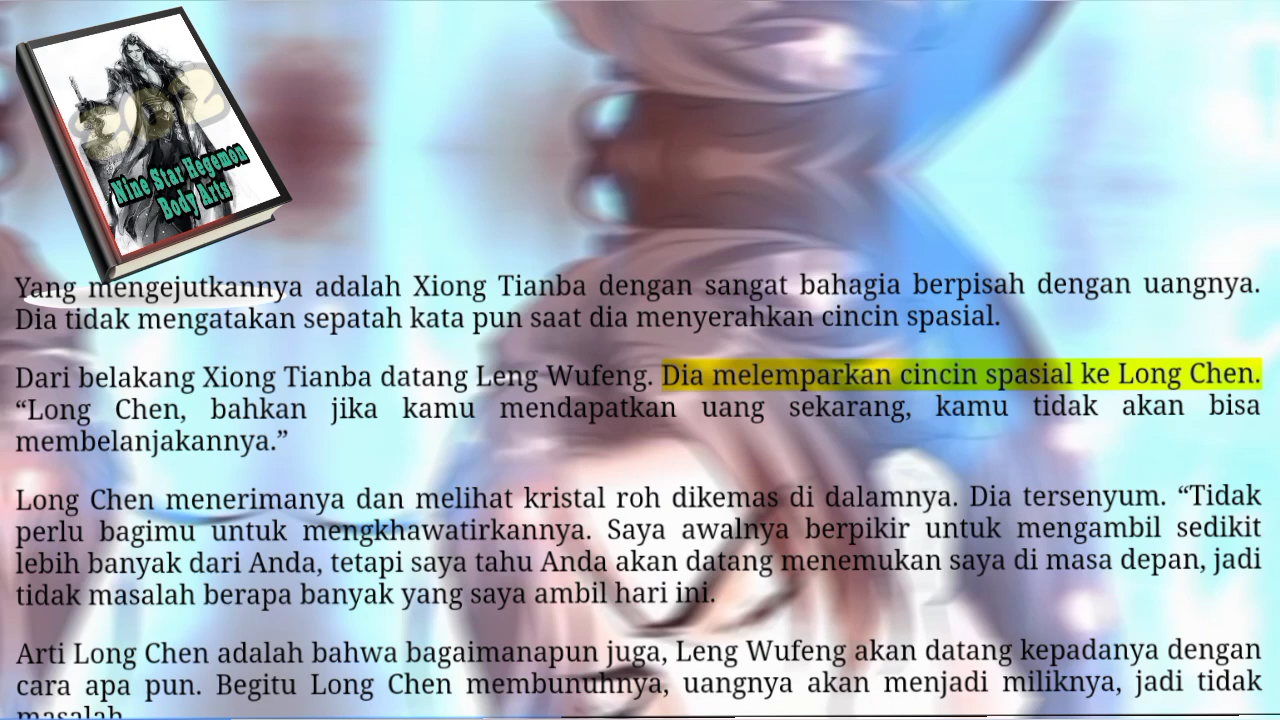 Nine Star Hegemon
Body Arts
Yang mengejutkannya adalah Xiong Tianba dengan sangat bahagia berpisah dengan uangnya.
Dia tidak mengatakan sepatah kata pun saat dia menyerahkan cincin spasial.
Dari belakang Xiong Tianba datang Leng Wufeng. Dia melemparkan cincin spasial ke Long Chen.
“Long Chen, bahkan jika kamu mendapatkan uang sekarang, kamu tidak akan bisa
membelanjakannya.”
Long Chen menerimanya dan melihat kristal roh dikemas di dalamnya. Dia tersenyum. “Tidak
perlu bagimu untuk mengkhawatirkannya. Saya awalnya berpikir untuk mengambil sedikit
lebih banyak dari Anda, tetapi saya tahu Anda akan datang menemukan saya di masa depan, jadi
tidak masalah berapa banyak yang saya ambil hari ini.
Arti Long Chen adalah bahwa bagaimanapun juga, Leng Wufeng akan datang kepadanya dengan
cara apa pun. Begitu Long Chen membunuhnya, uangnya akan menjadi miliknya, jadi tidak
masalah